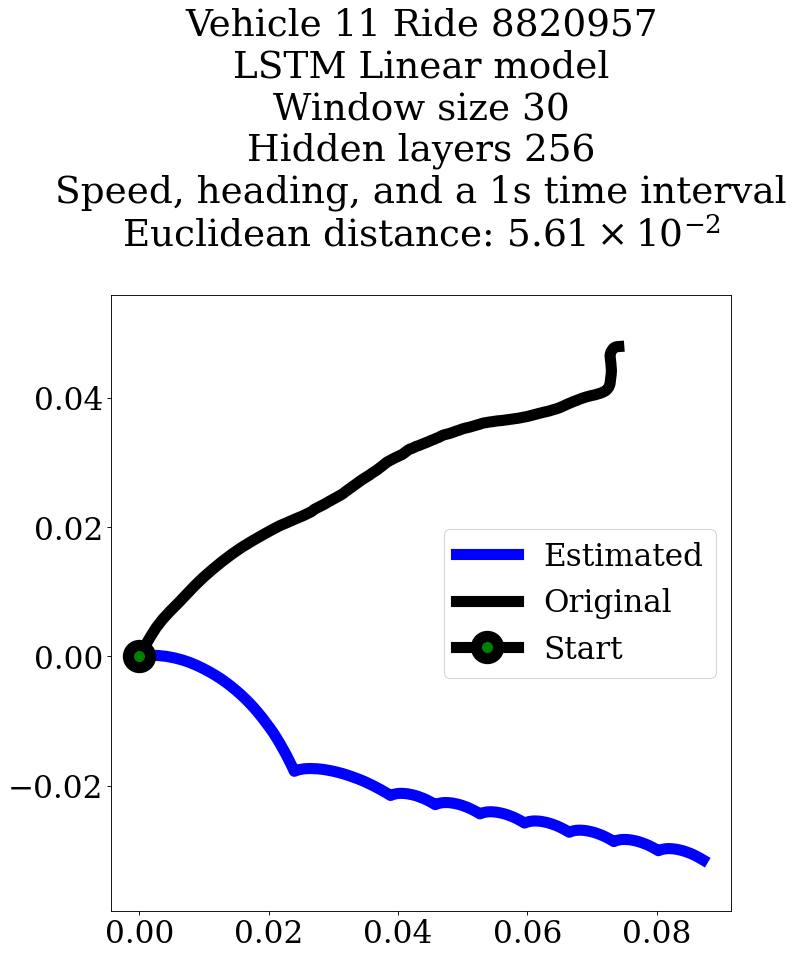 Vehicle 11 Ride 8820957
LSTM Linear model
Window size 30
Hidden layers 256
Speed, heading, and a 1s time interval
Euclidean distance: 5.61 × 10⁻²
0.04
0.02
0.00
−0.02
Estimated
Original
Start
0.00 0.02 0.04 0.06 0.08